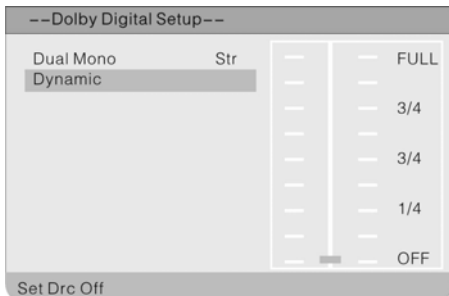 --Dolby Digital Setup--
Dual Mono Str
Dynamic
FULL
3/4
3/4
1/4
OFF
Set Drc Off